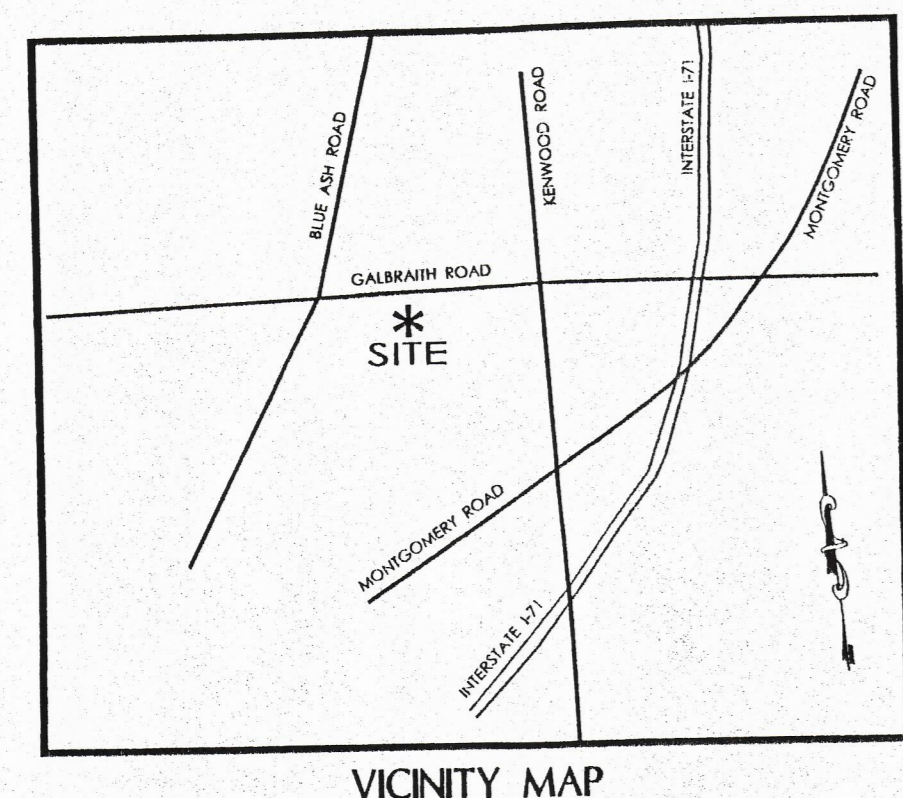 BLUE ASH ROAD
KENWOOD ROAD
INTERSTATE I-71
MONTGOMERY ROAD
GALBRAITH ROAD
*
SITE
MONTGOMERY ROAD
INTERSTATE I-71
VICINITY MAP